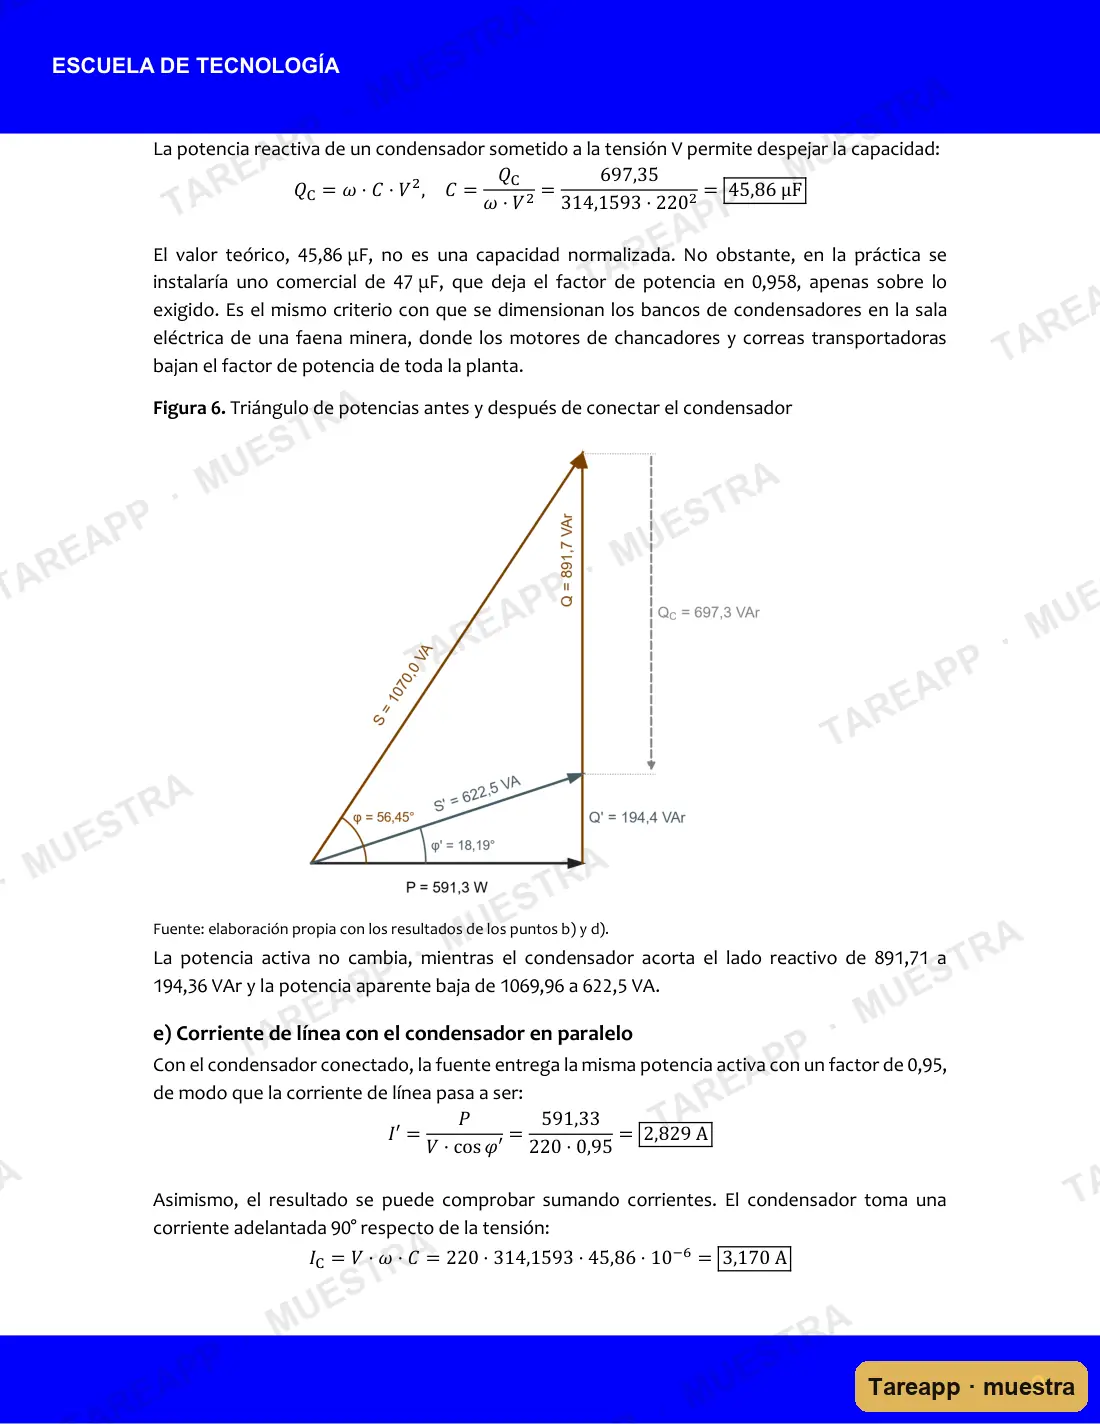 ESCUELA DE TECNOLOGÍA
La potencia reactiva de un condensador sometido a la tensión V permite despejar la capacidad:
Q_C = ω · C · V², C = Q_C / (ω · V²) = 697,35 / (314,1593 · 220²) = 45,86 μF
El valor teórico, 45,86 μF, no es una capacidad normalizada. No obstante, en la práctica se
instalaría uno comercial de 47 μF, que deja el factor de potencia en 0,958, apenas sobre lo
exigido. Es el mismo criterio con que se dimensionan los bancos de condensadores en la sala
eléctrica de una faena minera, donde los motores de chancadores y correas transportadoras
bajan el factor de potencia de toda la planta.
Figura 6. Triángulo de potencias antes y después de conectar el condensador
Q = 891,7 VAr
Q_C = 697,3 VAr
S = 1070,0 VA
S' = 622,5 VA
φ = 56,45°
Q' = 194,4 VAr
φ' = 18,19°
P = 591,3 W
Fuente: elaboración propia con los resultados de los puntos b) y d).
La potencia activa no cambia, mientras el condensador acorta el lado reactivo de 891,71 a
194,36 VAr y la potencia aparente baja de 1069,96 a 622,5 VA.
e) Corriente de línea con el condensador en paralelo
Con el condensador conectado, la fuente entrega la misma potencia activa con un factor de 0,95,
de modo que la corriente de línea pasa a ser:
I′ = P / (V · cos φ′) = 591,33 / (220 · 0,95) = 2,829 A
Asimismo, el resultado se puede comprobar sumando corrientes. El condensador toma una
corriente adelantada 90° respecto de la tensión:
I_C = V · ω · C = 220 · 314,1593 · 45,86 · 10⁻⁶ = 3,170 A
Tareapp · muestra
TAREAPP · MUESTRA